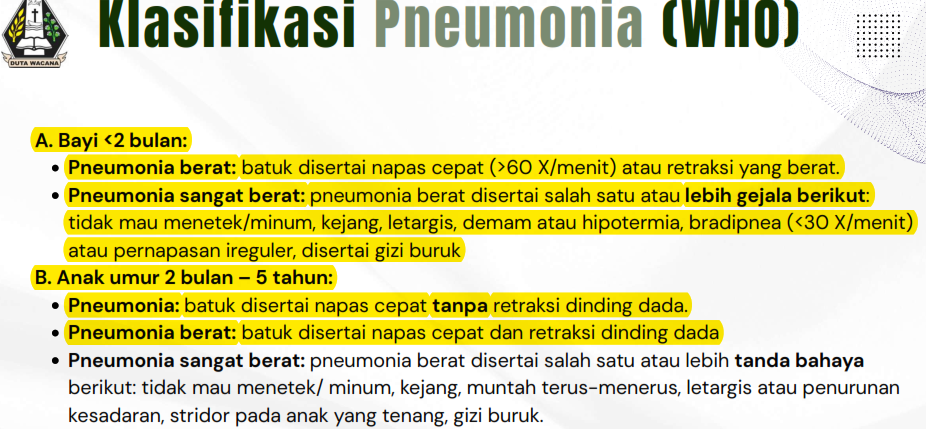 Klasifikasi Pneumonia (WHO)
DUTA WACANA
A. Bayi <2 bulan:
• Pneumonia berat: batuk disertai napas cepat (>60 X/menit) atau retraksi yang berat.
• Pneumonia sangat berat: pneumonia berat disertai salah satu atau lebih gejala berikut:
tidak mau menetek/minum, kejang, letargis, demam atau hipotermia, bradipnea (<30 X/menit)
atau pernapasan ireguler, disertai gizi buruk
B. Anak umur 2 bulan – 5 tahun:
• Pneumonia: batuk disertai napas cepat tanpa retraksi dinding dada.
• Pneumonia berat: batuk disertai napas cepat dan retraksi dinding dada
• Pneumonia sangat berat: pneumonia berat disertai salah satu atau lebih tanda bahaya
berikut: tidak mau menetek/ minum, kejang, muntah terus-menerus, letargis atau penurunan
kesadaran, stridor pada anak yang tenang, gizi buruk.